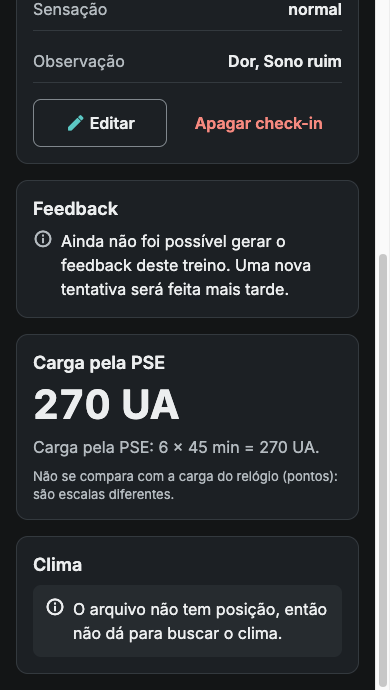 Sensação normal
Observação Dor, Sono ruim
Editar Apagar check-in
Feedback
Ainda não foi possível gerar o
feedback deste treino. Uma nova
tentativa será feita mais tarde.
Carga pela PSE
270 UA
Carga pela PSE: 6 × 45 min = 270 UA.
Não se compara com a carga do relógio (pontos):
são escalas diferentes.
Clima
O arquivo não tem posição, então
não dá para buscar o clima.